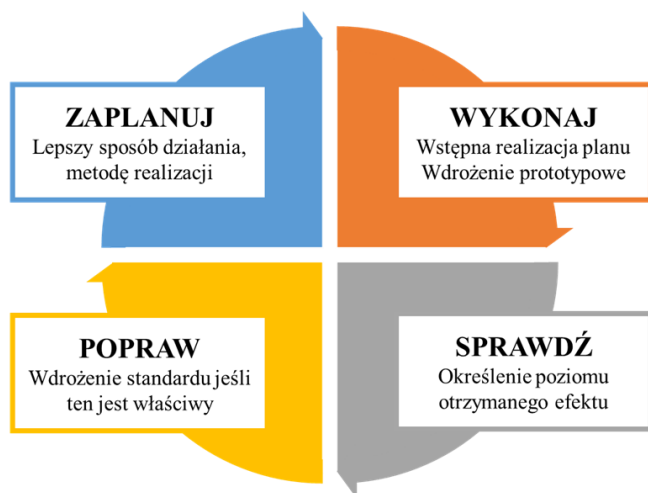 ZAPLANUJ
Lepszy sposób działania,
metodę realizacji
WYKONAJ
Wstępna realizacja planu
Wdrożenie prototypowe
POPRAW
Wdrożenie standardu jeśli
ten jest właściwy
SPRAWDŹ
Określenie poziomu
otrzymanego efektu